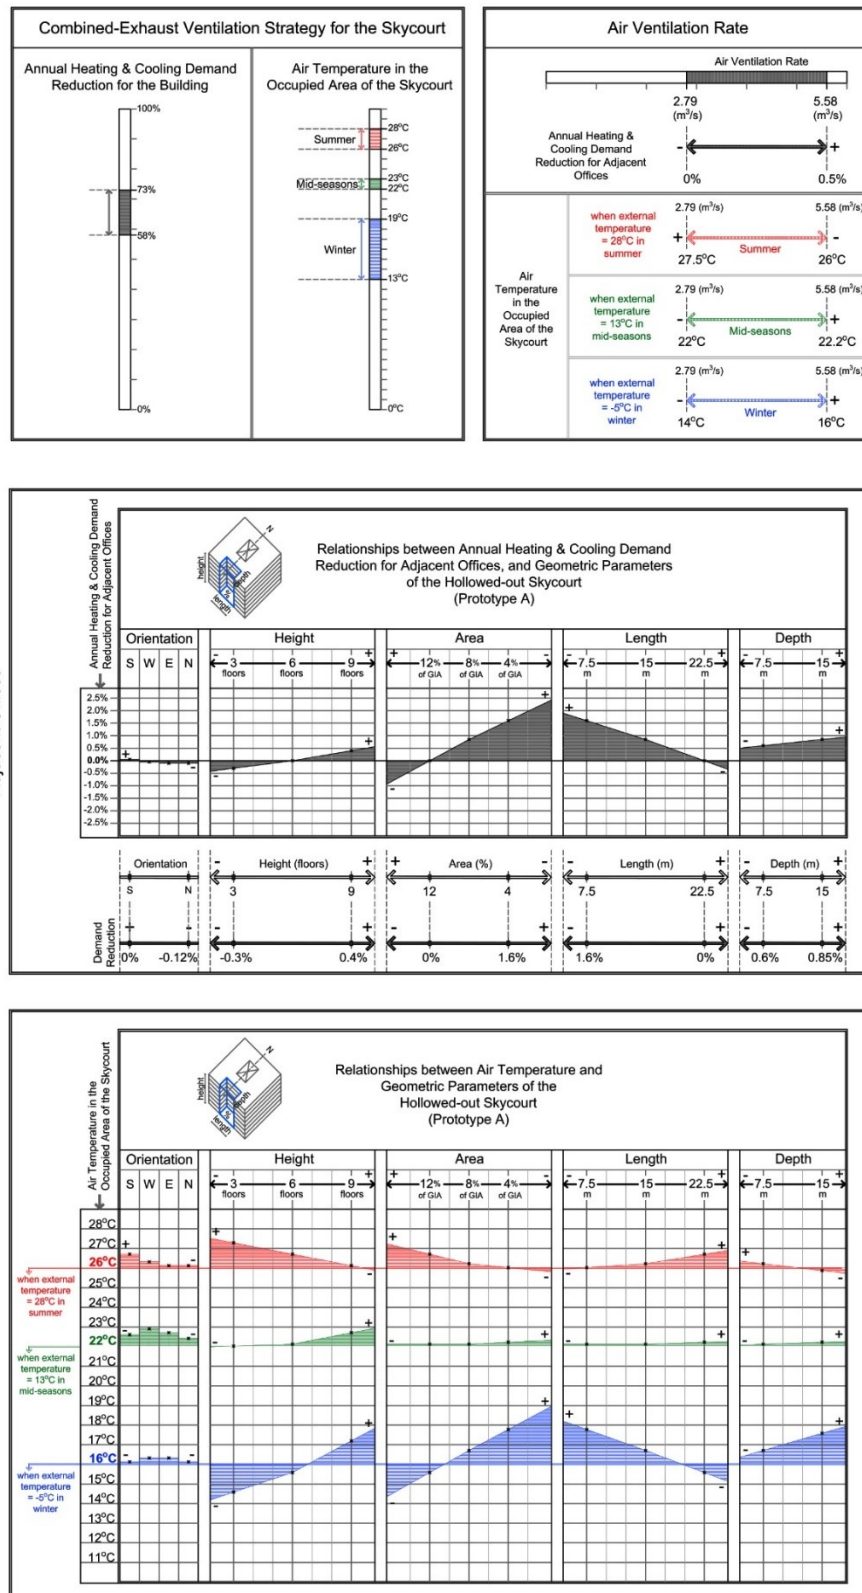 Combined-Exhaust Ventilation Strategy for the Skycourt
Annual Heating & Cooling Demand
Reduction for the Building
100%
73%
58%
0%
Air Temperature in the
Occupied Area of the Skycourt
28°C
Summer
26°C
23°C
Mid-seasons
22°C
19°C
Winter
13°C
0°C
Air Ventilation Rate
Air Ventilation Rate
2.79 5.58
(m³/s) (m³/s)
Annual Heating &
Cooling Demand
Reduction for Adjacent
Offices
- +
0% 0.5%
Air
Temperature
in the
Occupied
Area of the
Skycourt
when external
temperature
= 28°C in
summer
2.79 (m³/s) 5.58 (m³/s)
+ Summer -
27.5°C 26°C
when external
temperature
= 13°C in
mid-seasons
2.79 (m³/s) 5.58 (m³/s)
- Mid-seasons +
22°C 22.2°C
when external
temperature
= -5°C in
winter
2.79 (m³/s) 5.58 (m³/s)
- Winter +
14°C 16°C
Annual Heating & Cooling Demand
Reduction for Adjacent Offices
N
height
depth
%
length
Relationships between Annual Heating & Cooling Demand
Reduction for Adjacent Offices, and Geometric Parameters
of the Hollowed-out Skycourt
(Prototype A)
Orientation Height Area Length Depth
S W E N
- 3 6 9 +
floors floors floors
+ 12% 8% 4% -
of GIA of GIA of GIA
- 7.5 15 22.5 +
m m m
- 7.5 15 +
m m
2.5%
2.0%
1.5%
1.0%
0.5%
0.0%
-0.5%
-1.0%
-1.5%
-2.0%
-2.5%
+ -
- +
- +
+ -
- +
Orientation - Height (floors) + + Area (%) - - Length (m) + - Depth (m) +
S N 3 9 12 4 7.5 22.5 7.5 15
+ - - + - + + - - +
Demand
Reduction
0% -0.12% -0.3% 0.4% 0% 1.6% 1.6% 0% 0.6% 0.85%
Air Temperature in the
Occupied Area of the Skycourt
N
height
depth
%
length
Relationships between Air Temperature and
Geometric Parameters of the
Hollowed-out Skycourt
(Prototype A)
Orientation Height Area Length Depth
S W E N
- 3 6 9 +
floors floors floors
+ 12% 8% 4% -
of GIA of GIA of GIA
- 7.5 15 22.5 +
m m m
- 7.5 15 +
m m
28°C
27°C
26°C
when external
temperature
= 28°C in
summer
25°C
24°C
23°C
22°C
when external
temperature
= 13°C in
mid-seasons
21°C
20°C
19°C
18°C
17°C
16°C
when external
temperature
= -5°C in
winter
15°C
14°C
13°C
12°C
11°C
+ - + - + - - + + -
- - - + - + - + - +
- - - + - + + - - +